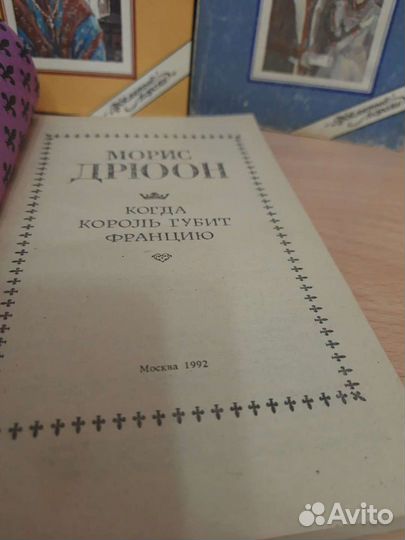 МОРИС
ДРЮОН
КОГДА
КОРОЛЬ ГУБИТ
ФРАНЦИЮ
Москва 1992
Avito